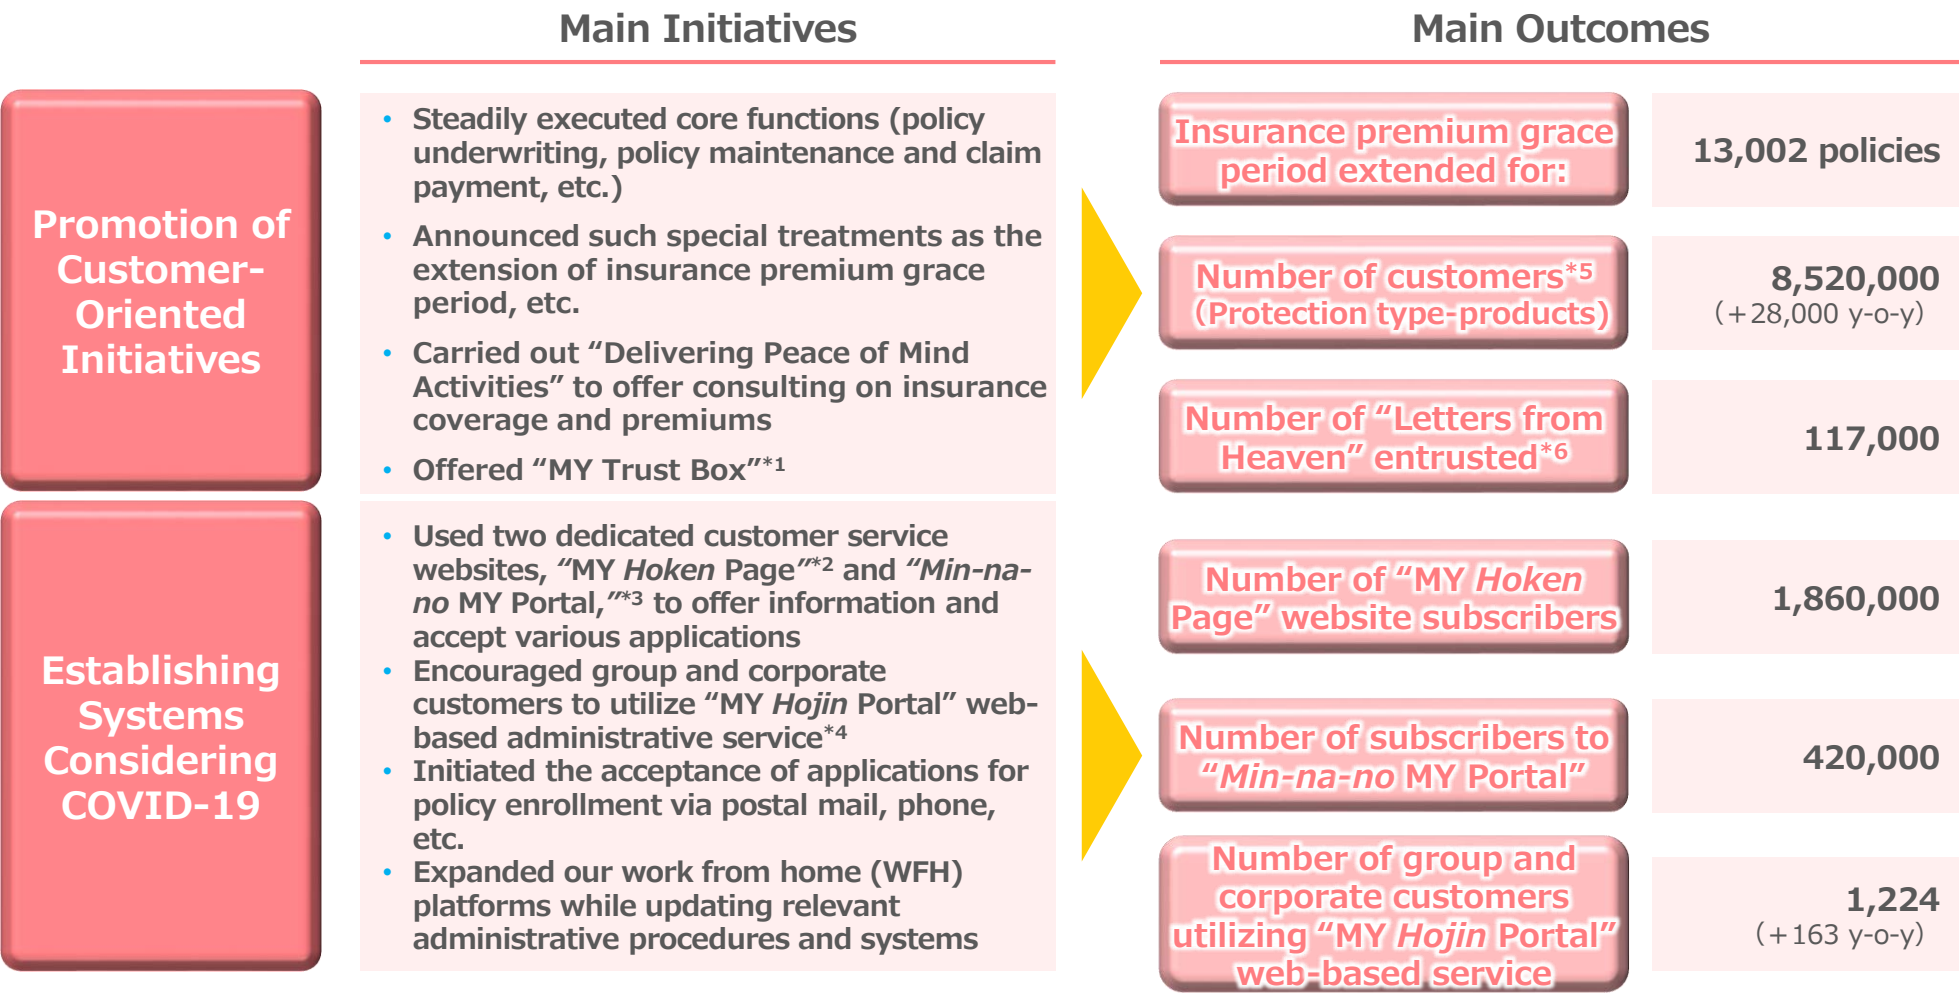 Main Initiatives
Main Outcomes
Promotion of
Customer-
Oriented
Initiatives
• Steadily executed core functions (policy
underwriting, policy maintenance and claim
payment, etc.)
• Announced such special treatments as the
extension of insurance premium grace
period, etc.
• Carried out “Delivering Peace of Mind
Activities” to offer consulting on insurance
coverage and premiums
• Offered “MY Trust Box”*1
Insurance premium grace
period extended for:
13,002 policies
Number of customers*5
(Protection type-products)
8,520,000
(+28,000 y-o-y)
Number of “Letters from
Heaven” entrusted*6
117,000
Establishing
Systems
Considering
COVID-19
• Used two dedicated customer service
websites, “MY Hoken Page”*2 and “Min-na-
no MY Portal,”*3 to offer information and
accept various applications
• Encouraged group and corporate
customers to utilize “MY Hojin Portal” web-
based administrative service*4
• Initiated the acceptance of applications for
policy enrollment via postal mail, phone,
etc.
• Expanded our work from home (WFH)
platforms while updating relevant
administrative procedures and systems
Number of “MY Hoken
Page” website subscribers
1,860,000
Number of subscribers to
“Min-na-no MY Portal”
420,000
Number of group and
corporate customers
utilizing “MY Hojin Portal”
web-based service
1,224
(+163 y-o-y)